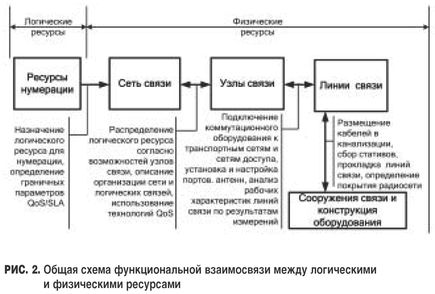 Логические
ресурсы
Физические
ресурсы
Ресурсы
нумерации
Сеть связи
Узлы связи
Линии связи
Назначение
логического
ресурса для
нумерации,
определение
граничных
параметров
QoS/SLA
Распределение
логического ресурса
согласно
возможностей узлов
связи, описание
организации сети и
логических связей,
использование
технологий QoS
Подключение
коммутационного
оборудования к
транспортным сетям и
сетям доступа,
установка и настройка
портов. антенн, анализ
рабочих
характеристик линий
связи по результатам
измерений
Размещение
кабелей в
канализации,
сбор стативов,
прокладка линий
связи, определение
покрытия радиосети
Сооружения связи и
конструкция
оборудования
РИС. 2. Общая схема функциональной взаимосвязи между логическими
и физическими ресурсами